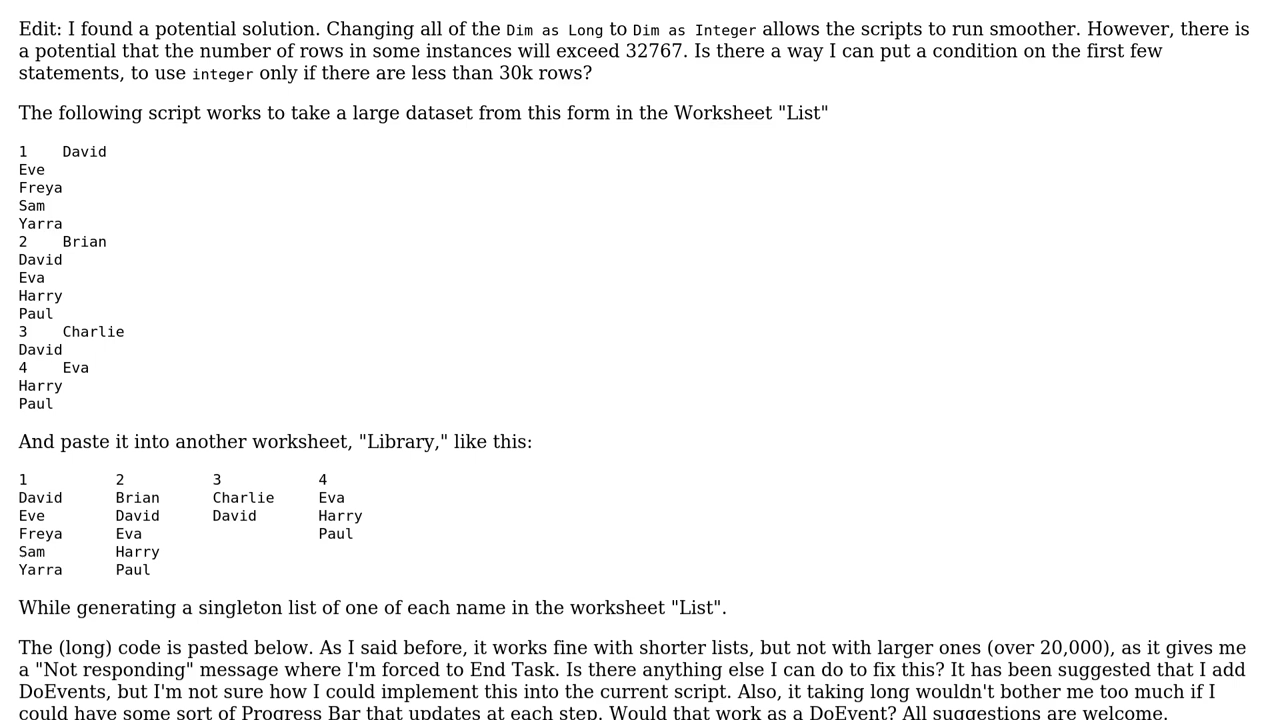 Edit: I found a potential solution. Changing all of the Dim as Long to Dim as Integer allows the scripts to run smoother. However, there is
a potential that the number of rows in some instances will exceed 32767. Is there a way I can put a condition on the first few
statements, to use integer only if there are less than 30k rows?
The following script works to take a large dataset from this form in the Worksheet "List"
1    David
Eve
Freya
Sam
Yarra
2    Brian
David
Eva
Harry
Paul
3    Charlie
David
4    Eva
Harry
Paul
And paste it into another worksheet, "Library," like this:
1          2          3           4
David      Brian      Charlie     Eva
Eve        David      David       Harry
Freya      Eva                    Paul
Sam        Harry
Yarra      Paul
While generating a singleton list of one of each name in the worksheet "List".
The (long) code is pasted below. As I said before, it works fine with shorter lists, but not with larger ones (over 20,000), as it gives me
a "Not responding" message where I'm forced to End Task. Is there anything else I can do to fix this? It has been suggested that I add
DoEvents, but I'm not sure how I could implement this into the current script. Also, it taking long wouldn't bother me too much if I
could have some sort of Progress Bar that updates at each step. Would that work as a DoEvent? All suggestions are welcome.